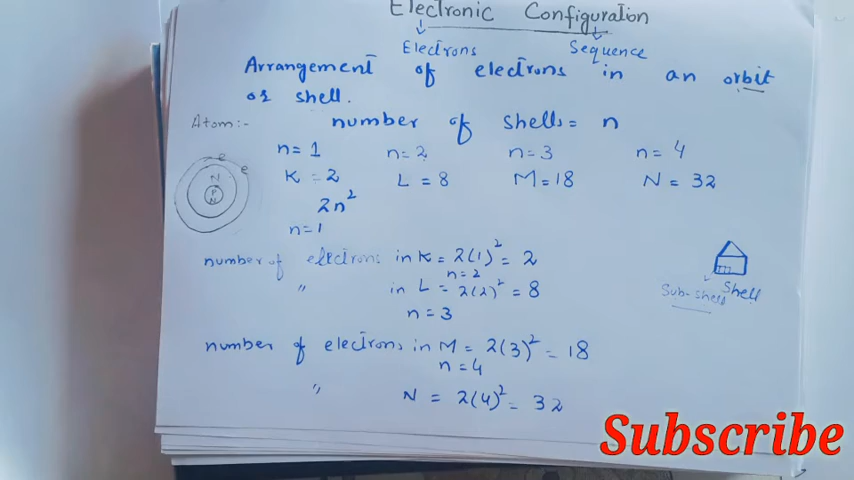 Electronic Configuration
Electrons Sequence
Arrangement of electrons in an orbit
or shell.
Atom:- number of shells = n
n=1 n=2 n=3 n=4
K=2 L=8 M=18 N=32
2n²
n=1
e
e
N
P
N
number of electrons in K = 2(1)² = 2
n=2
" in L = 2(2)² = 8
n=3
Sub-shell Shell
number of electrons in M = 2(3)² = 18
n=4
" N = 2(4)² = 32
Subscribe